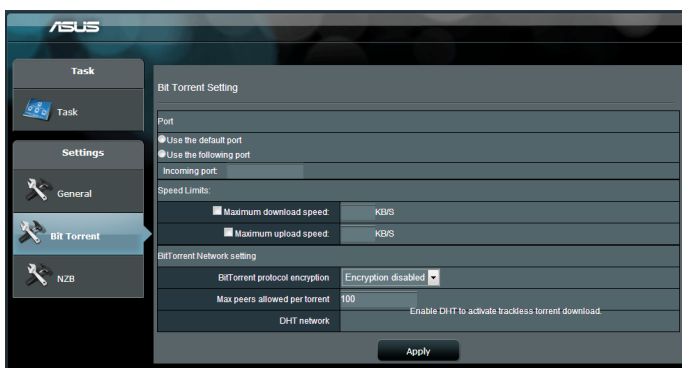 ASUS
Task
Task
Settings
General
Bit Torrent
NZB
Bit Torrent Setting
Port
Use the default port
Use the following port
Incoming port:
Speed Limits:
Maximum download speed: KB/S
Maximum upload speed: KB/S
BitTorrent Network setting
BitTorrent protocol encryption Encryption disabled
Max peers allowed per torrent 100
DHT network Enable DHT to activate trackless torrent download.
Apply